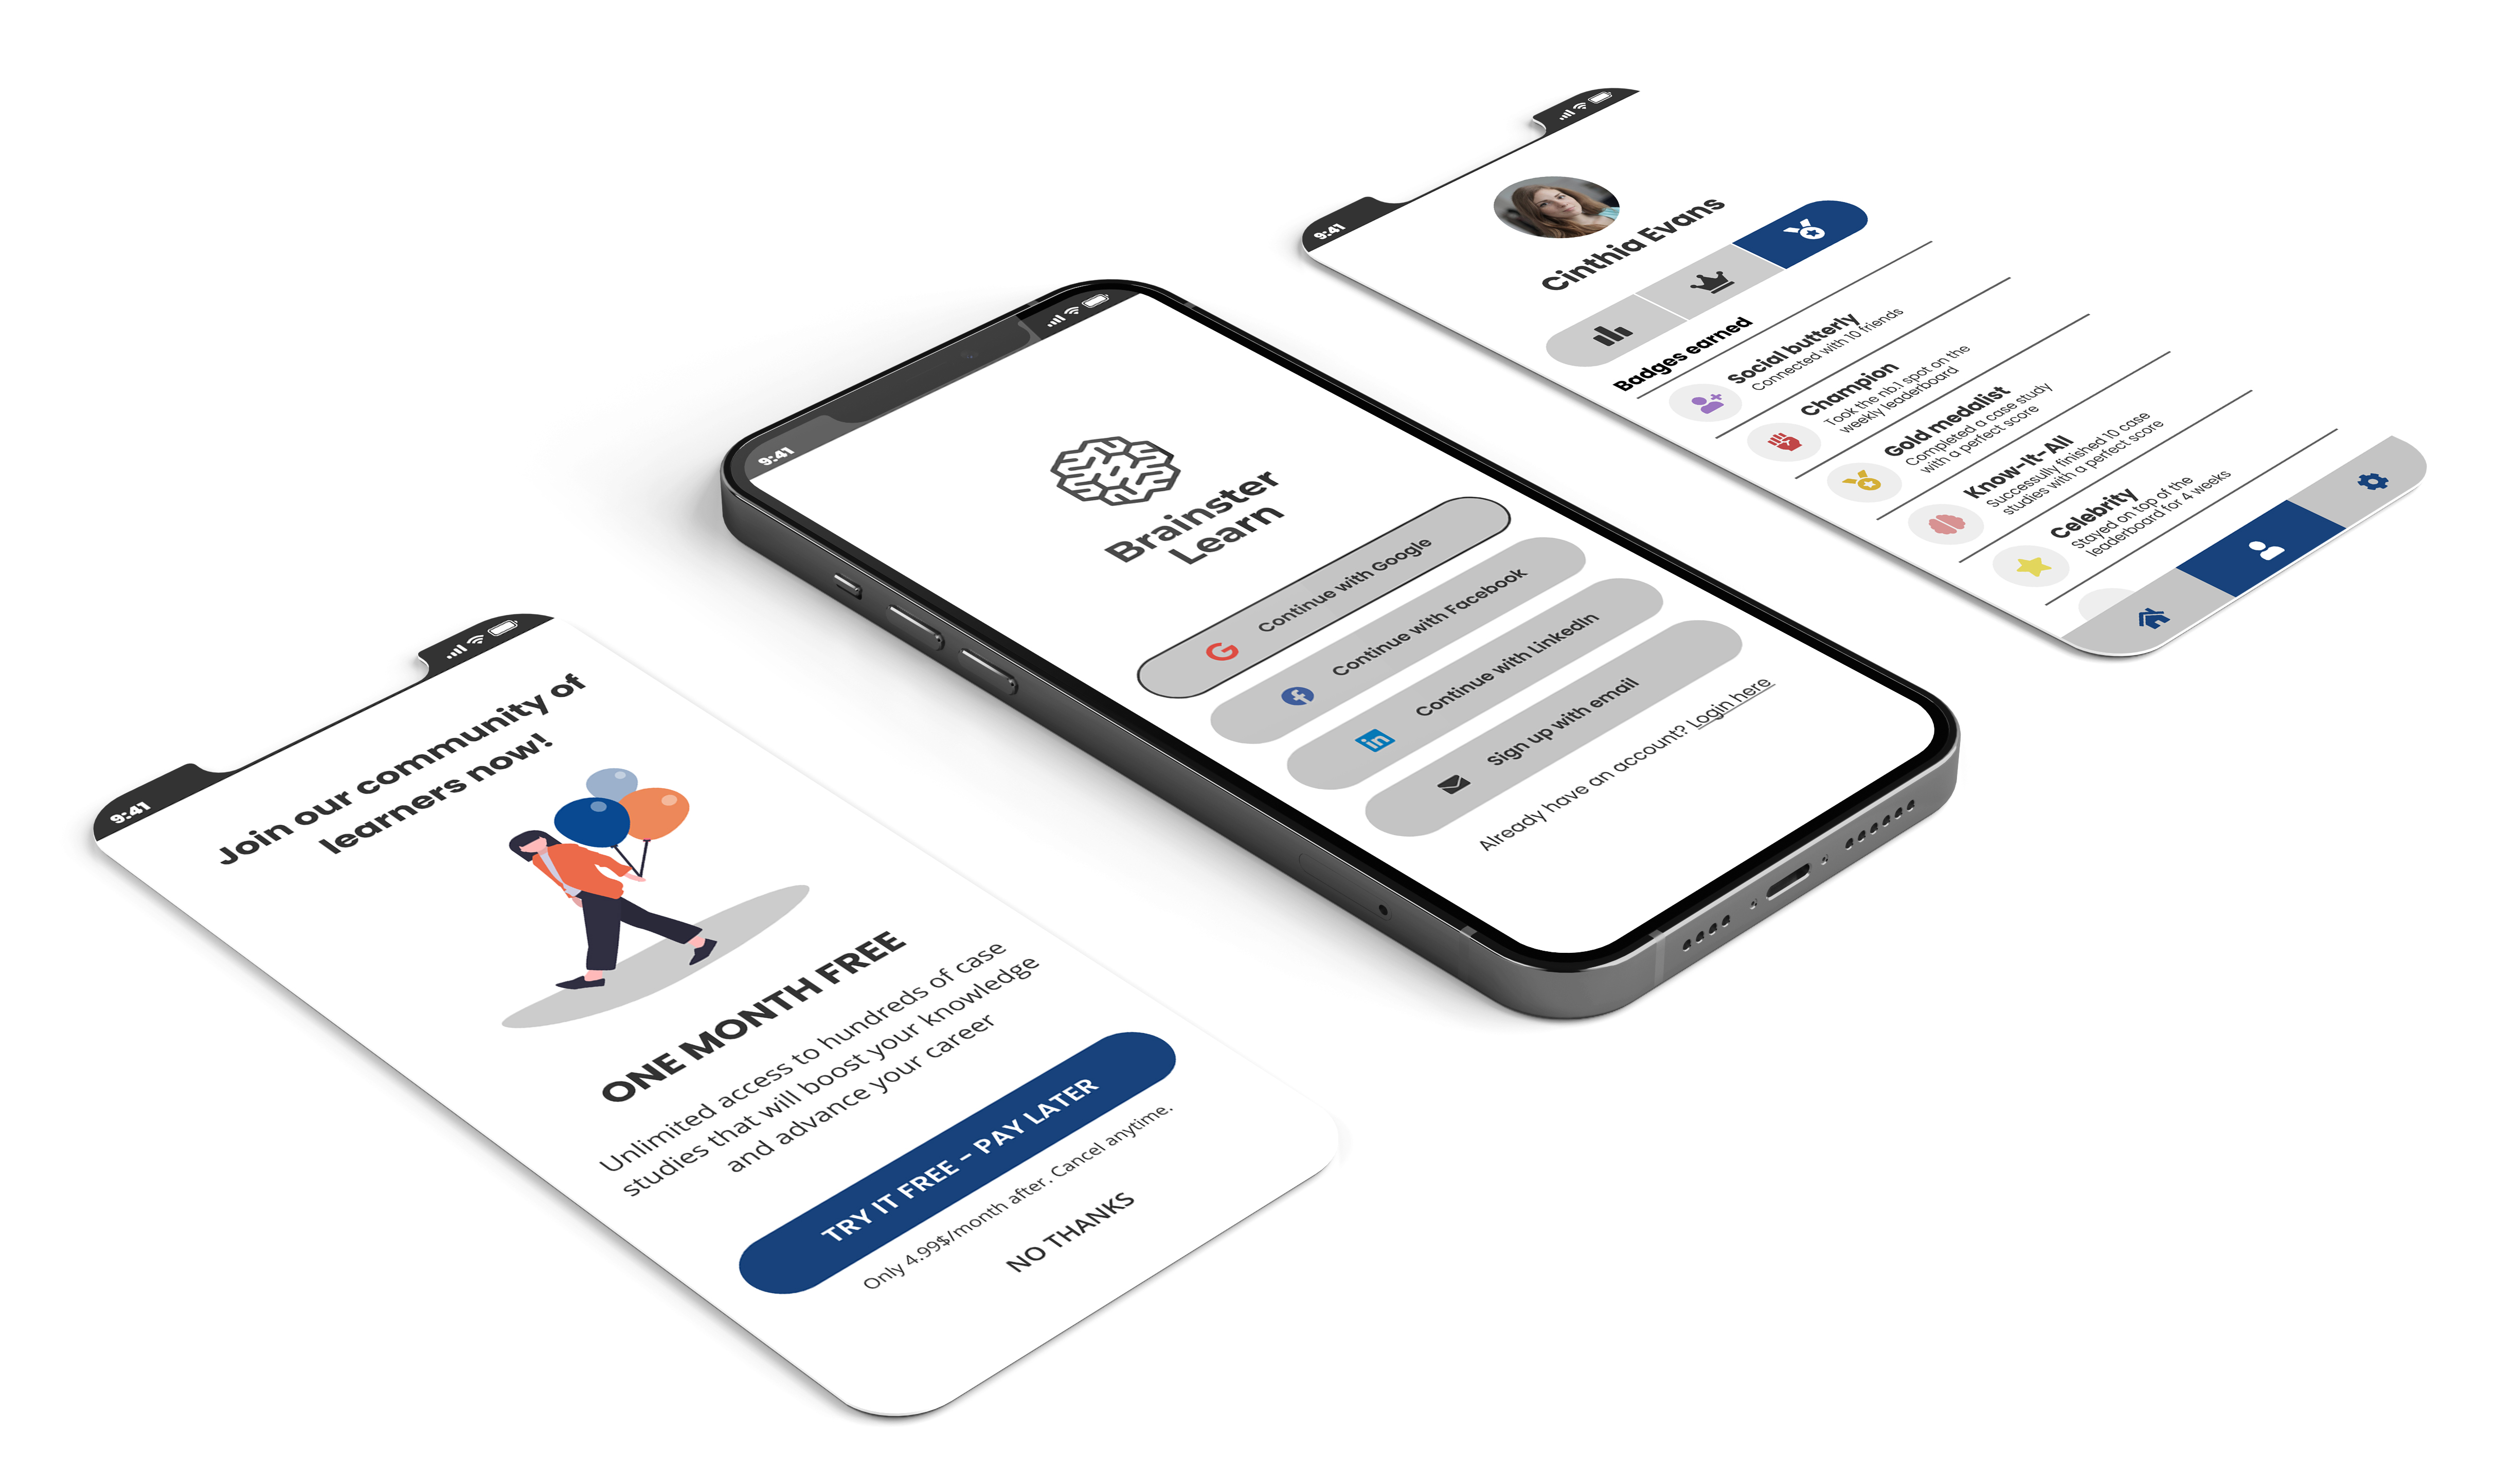 9:41
Join our community of
learners now!
ONE MONTH FREE
Unlimited access to hundreds of case
studies that will boost your knowledge
and advance your career
TRY IT FREE – PAY LATER
Only 4.99$/month after. Cancel anytime.
NO THANKS
9:41
Brainster
Learn
Continue with Google
Continue with Facebook
Continue with LinkedIn
Sign up with email
Already have an account? Login here
9:41
Cinthia Evans
Badges earned
Social butterly
Connected with 10 friends
Champion
Took the nb.1 spot on the
weekly leaderboard
Gold medalist
Completed a case study
with a perfect score
Know-It-All
Successully finished 10 case
studies with a perfect score
Celebrity
Stayed on top of the
leaderboard for 4 weeks